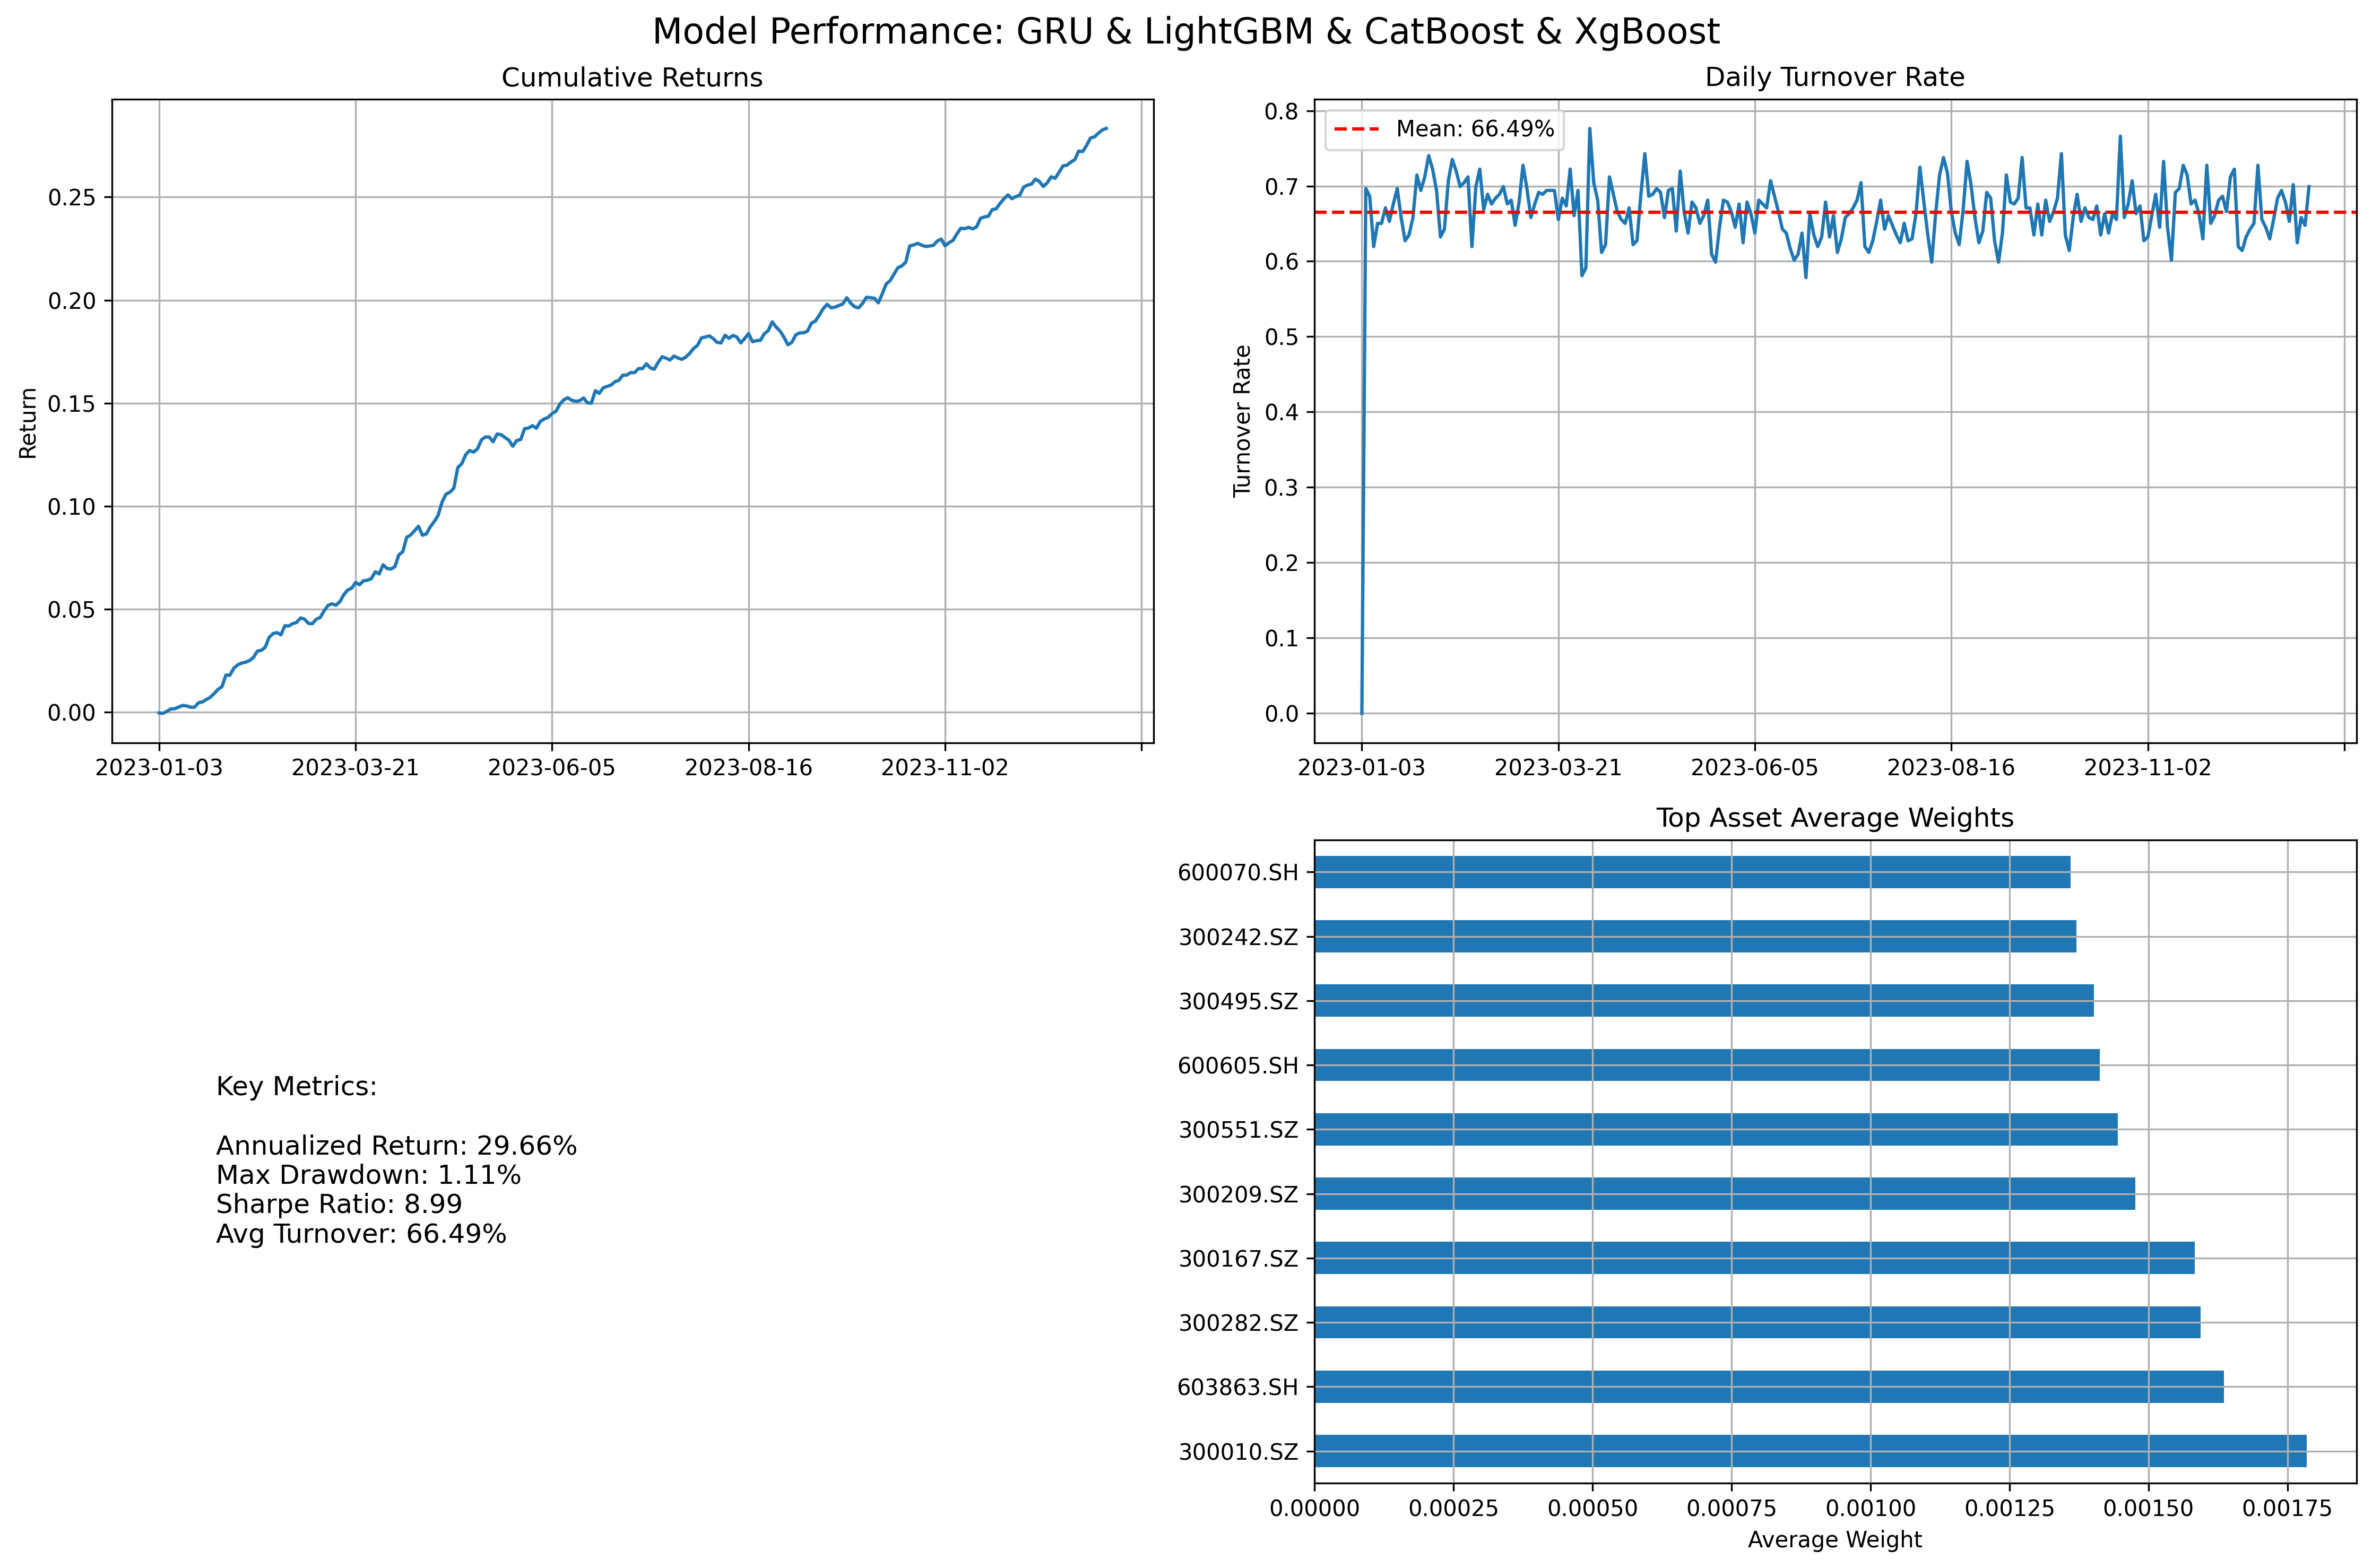 Model Performance: GRU & LightGBM & CatBoost & XgBoost
Cumulative Returns
Return
0.25
0.20
0.15
0.10
0.05
0.00
2023-01-03
2023-03-21
2023-06-05
2023-08-16
2023-11-02
Daily Turnover Rate
Mean: 66.49%
Turnover Rate
0.8
0.7
0.6
0.5
0.4
0.3
0.2
0.1
0.0
2023-01-03
2023-03-21
2023-06-05
2023-08-16
2023-11-02
Key Metrics:
Annualized Return: 29.66%
Max Drawdown: 1.11%
Sharpe Ratio: 8.99
Avg Turnover: 66.49%
Top Asset Average Weights
600070.SH
300242.SZ
300495.SZ
600605.SH
300551.SZ
300209.SZ
300167.SZ
300282.SZ
603863.SH
300010.SZ
0.00000
0.00025
0.00050
0.00075
0.00100
0.00125
0.00150
0.00175
Average Weight